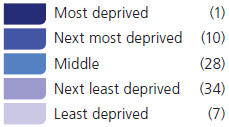 Most deprived (1)
Next most deprived (10)
Middle (28)
Next least deprived (34)
Least deprived (7)